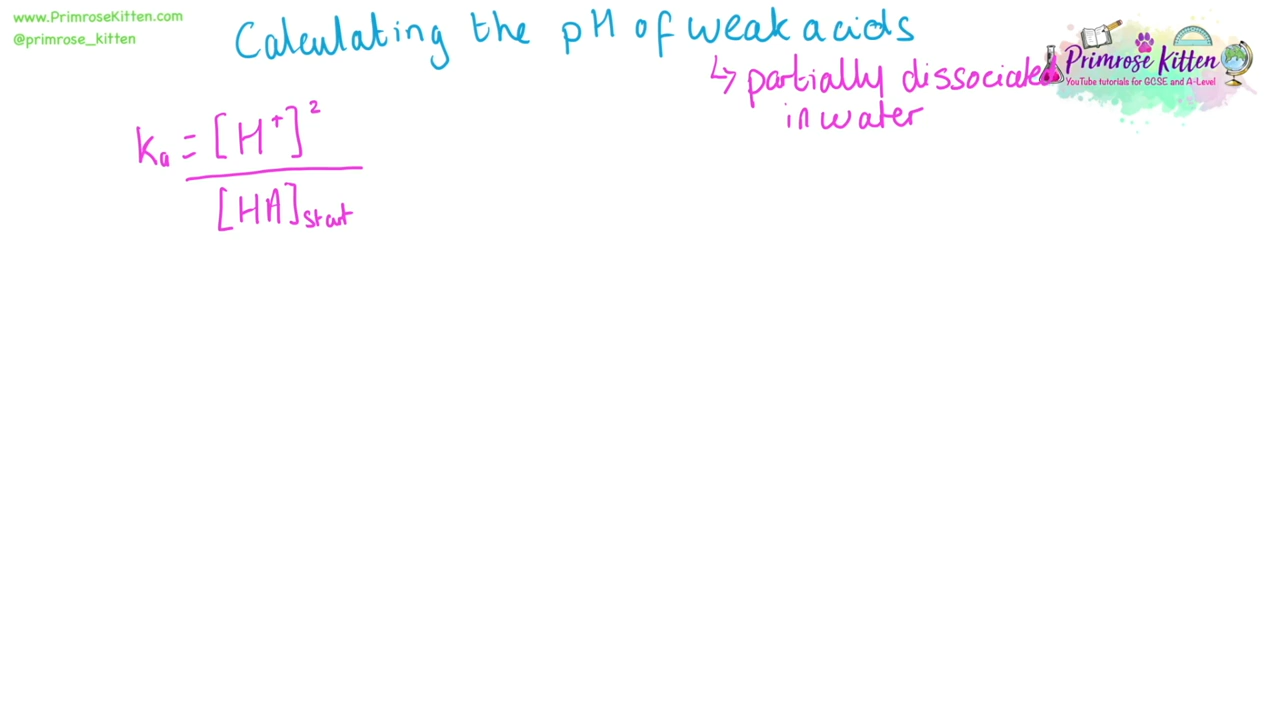 www.PrimroseKitten.com
@primrose_kitten
Calculating the pH of weak acids
↳ partially dissociate
in water
Primrose Kitten
YouTube tutorials for GCSE and A-Level
Ka = [H+]²
[HA]start